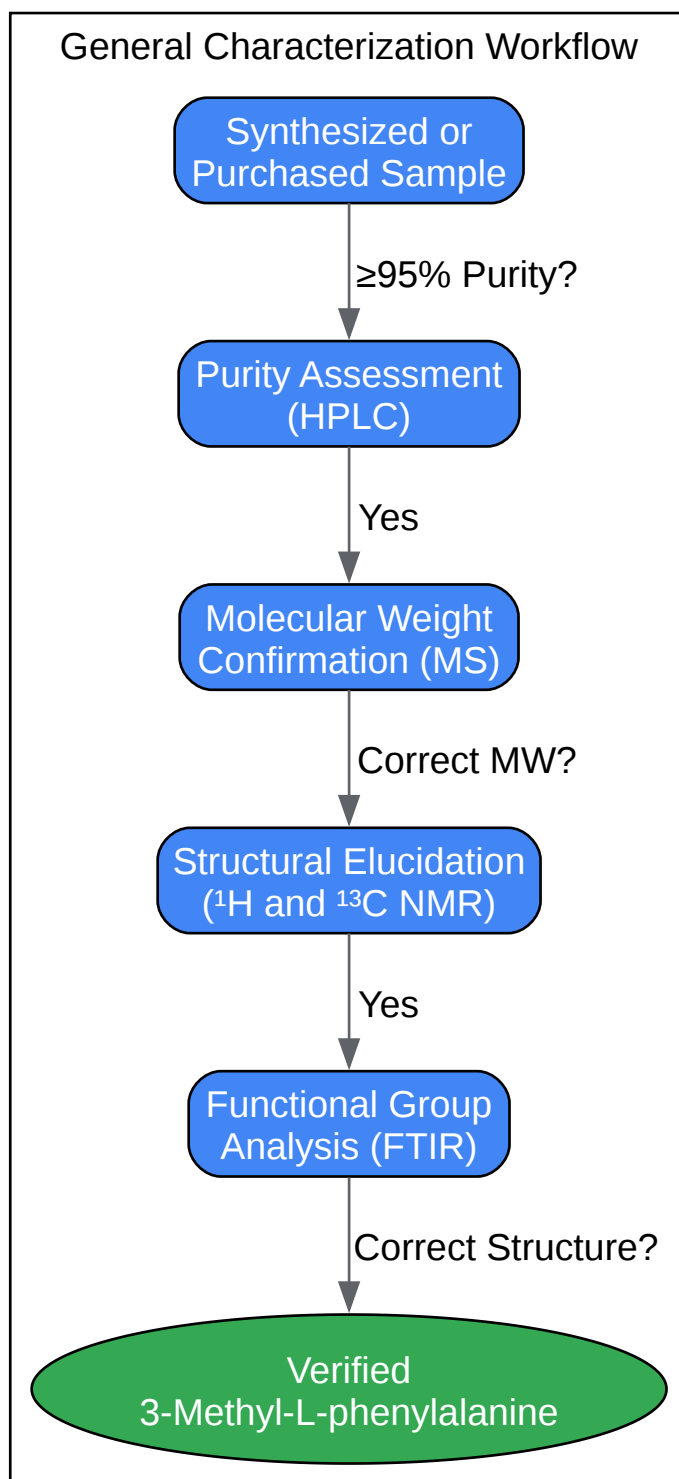 General Characterization Workflow
Synthesized or
Purchased Sample
≥95% Purity?
Purity Assessment
(HPLC)
Yes
Molecular Weight
Confirmation (MS)
Correct MW?
Structural Elucidation
(¹H and ¹³C NMR)
Yes
Functional Group
Analysis (FTIR)
Correct Structure?
Verified
3-Methyl-L-phenylalanine